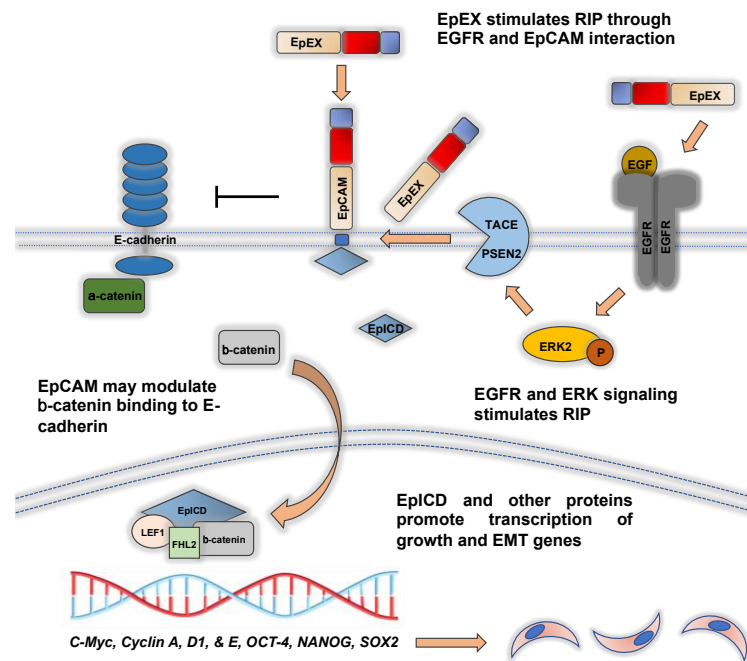 EpEX stimulates RIP through
EGFR and EpCAM interaction
EpEX
EpEX
EpCAM
EpEX
EGF
EGFR
EGFR
TACE
PSEN2
E-cadherin
a-catenin
EpICD
ERK2
P
b-catenin
EpCAM may modulate
b-catenin binding to E-
cadherin
EGFR and ERK signaling
stimulates RIP
EpICD and other proteins
promote transcription of
growth and EMT genes
EpICD
LEF1
FHL2
b-catenin
C-Myc, Cyclin A, D1, & E, OCT-4, NANOG, SOX2